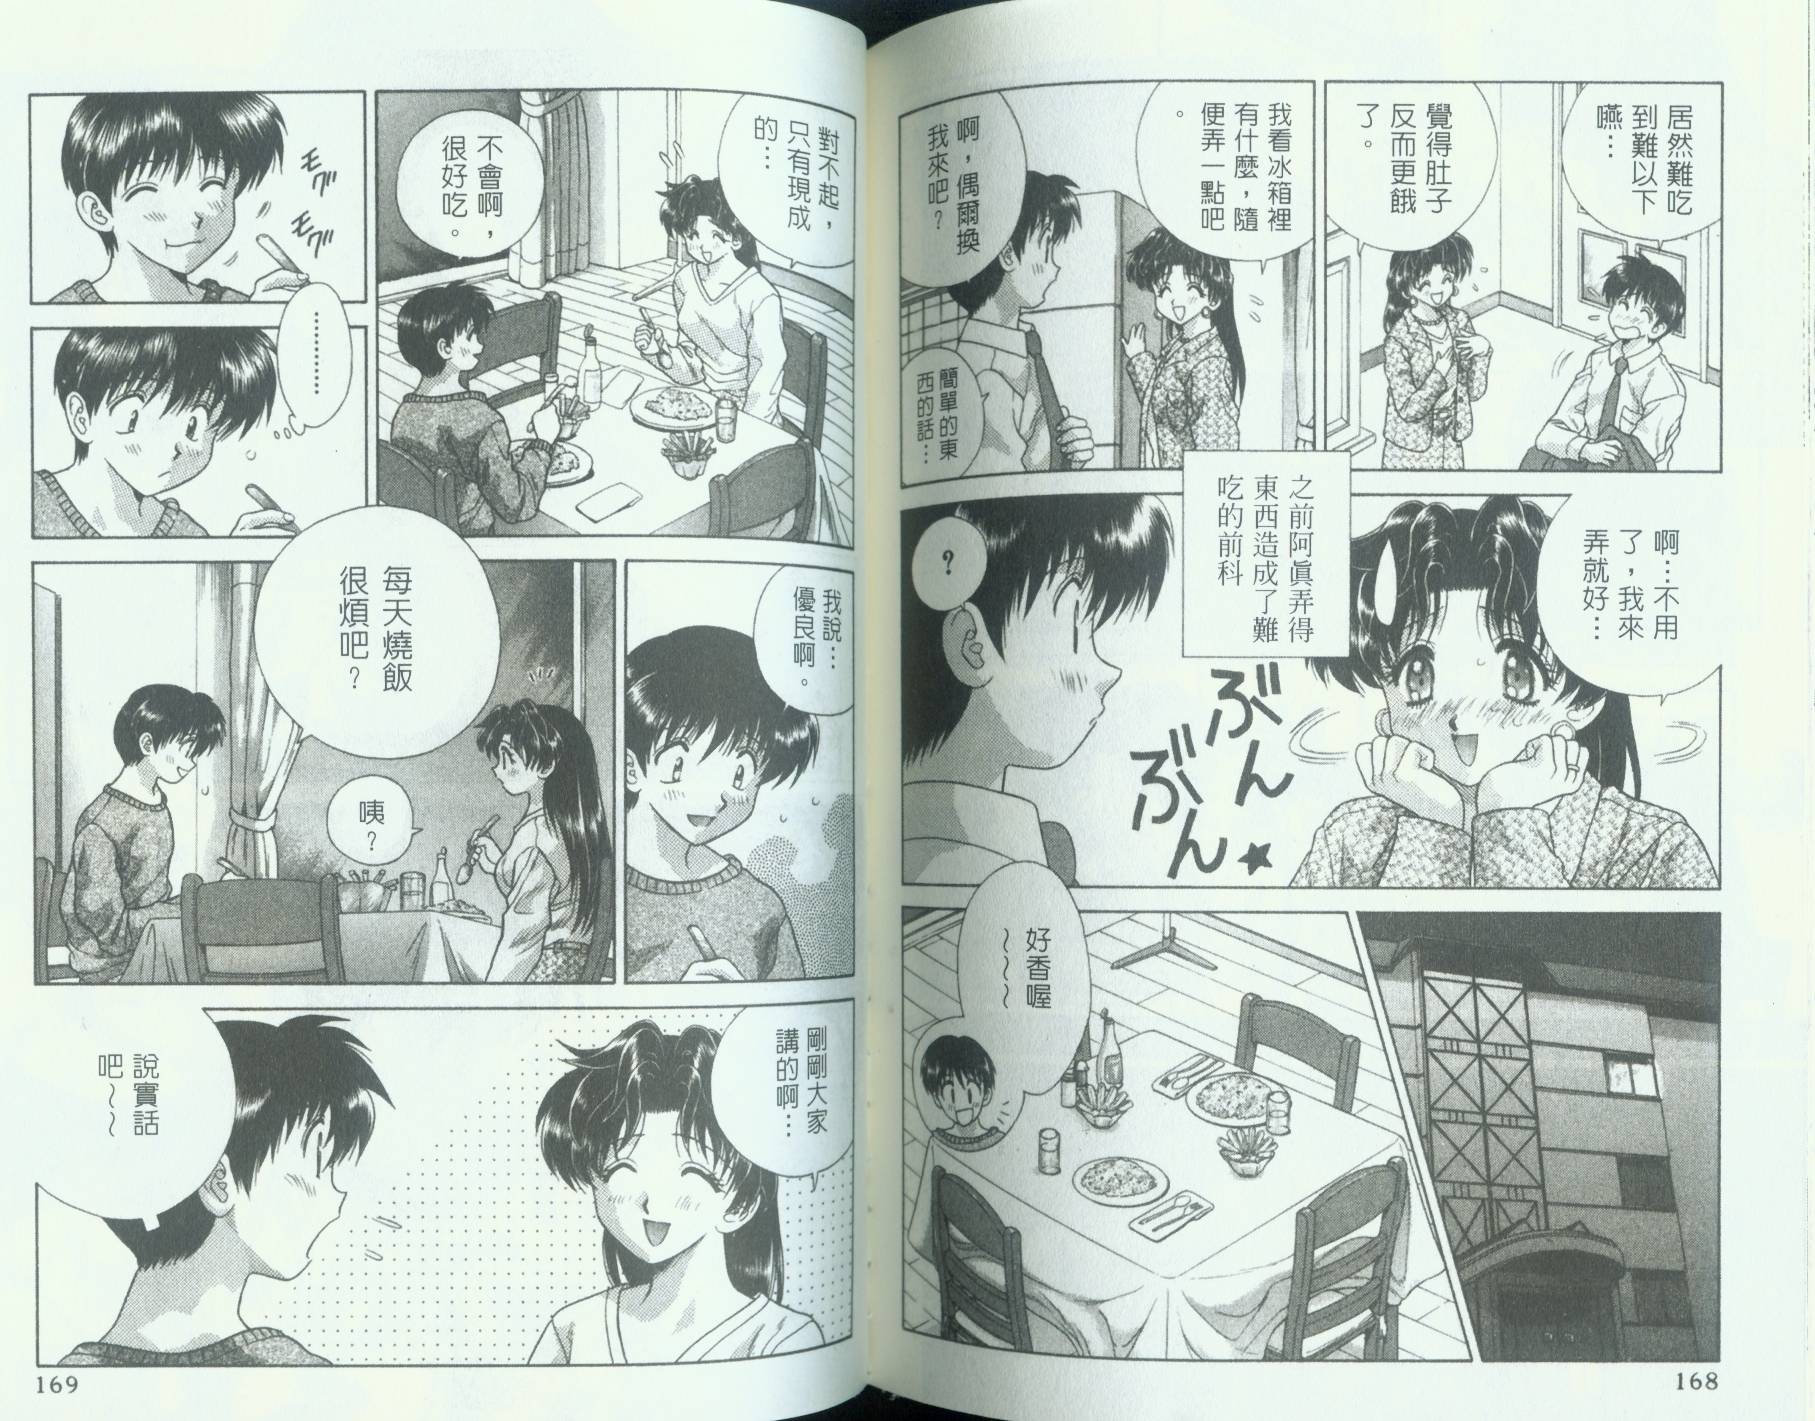 居然難吃
到難以下
嚥…
覺得肚子
反而更餓
了。
我看冰箱裡
有什麼，隨
便弄一點吧
。
啊，偶爾換
我來吧？
簡單的東
西的話…
啊…不用
了，我來
弄就好…
之前阿眞弄得
東西造成了難
吃的前科
？
ぶん
ぶん★
好香喔
～～～
168
對不起，
只有現成
的…
不會啊，
很好吃。
モグ
モグ
…………
我說…
優良啊。
每天燒飯
很煩吧？
咦？
剛剛大家
講的啊…
說實話
吧～～
169